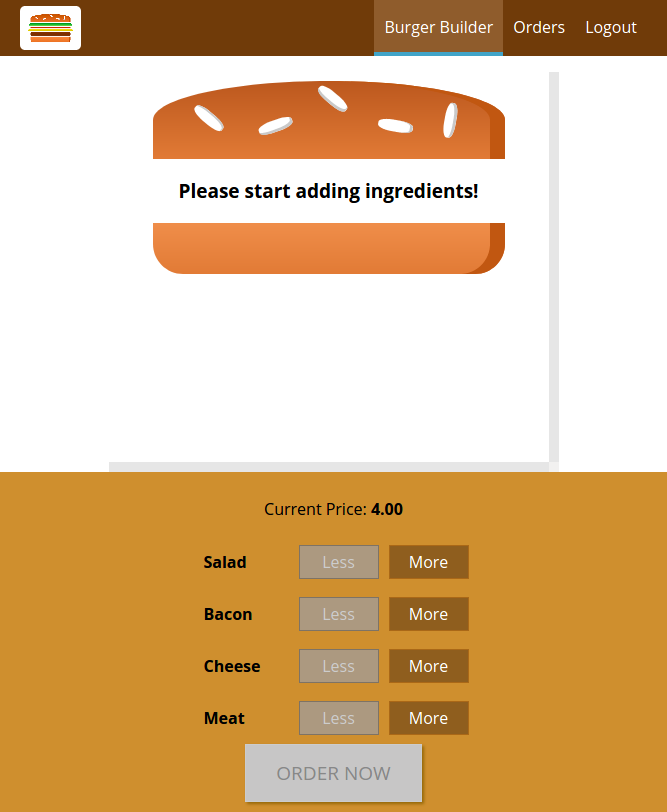 Burger Builder Orders Logout
Please start adding ingredients!
Current Price: 4.00
Salad Less More
Bacon Less More
Cheese Less More
Meat Less More
ORDER NOW